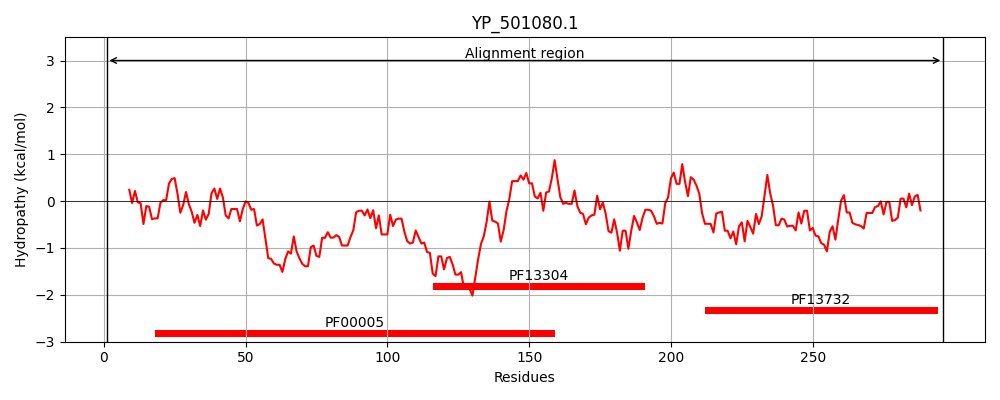 YP_501080.1
Alignment region
3
2
1
0
−1
−2
−3
Hydropathy (kcal/mol)
PF13304
PF13732
PF00005
0
50
100
150
200
250
Residues